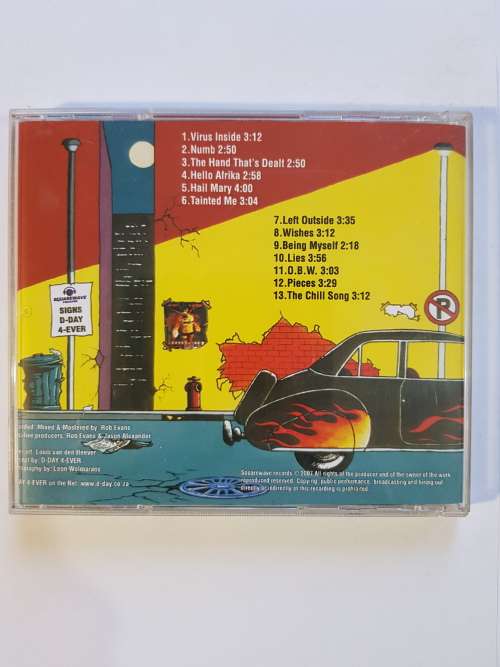 1.Virus Inside 3:12
2.Numb 2:50
3.The Hand That's Dealt 2:50
4.Hello Afrika 2:58
5.Hail Mary 4:00
6.Tainted Me 3:04
7.Left Outside 3:35
8.Wishes 3:12
9.Being Myself 2:18
10.Lies 3:56
11.O.B.W. 3:03
12.Pieces 3:29
13.The Chill Song 3:12
SQUAREWAVE
SIGNS
D-DAY
4-EVER
P
Mixed & Mastered by Rob Evans
producers: Rob Evans & Jason Alexander
Louis van den Heever
by: D-DAY 4-EVER
by: Leon Wolmarans
4-EVER on the Net: www.d-day.co.za
Squarewave records © 2007 All rights of the producer and of the owner of the work
reproduced reserved. Copying, public performance, broadcasting and hiring out
directly or indirectly of this recording is prohibited.